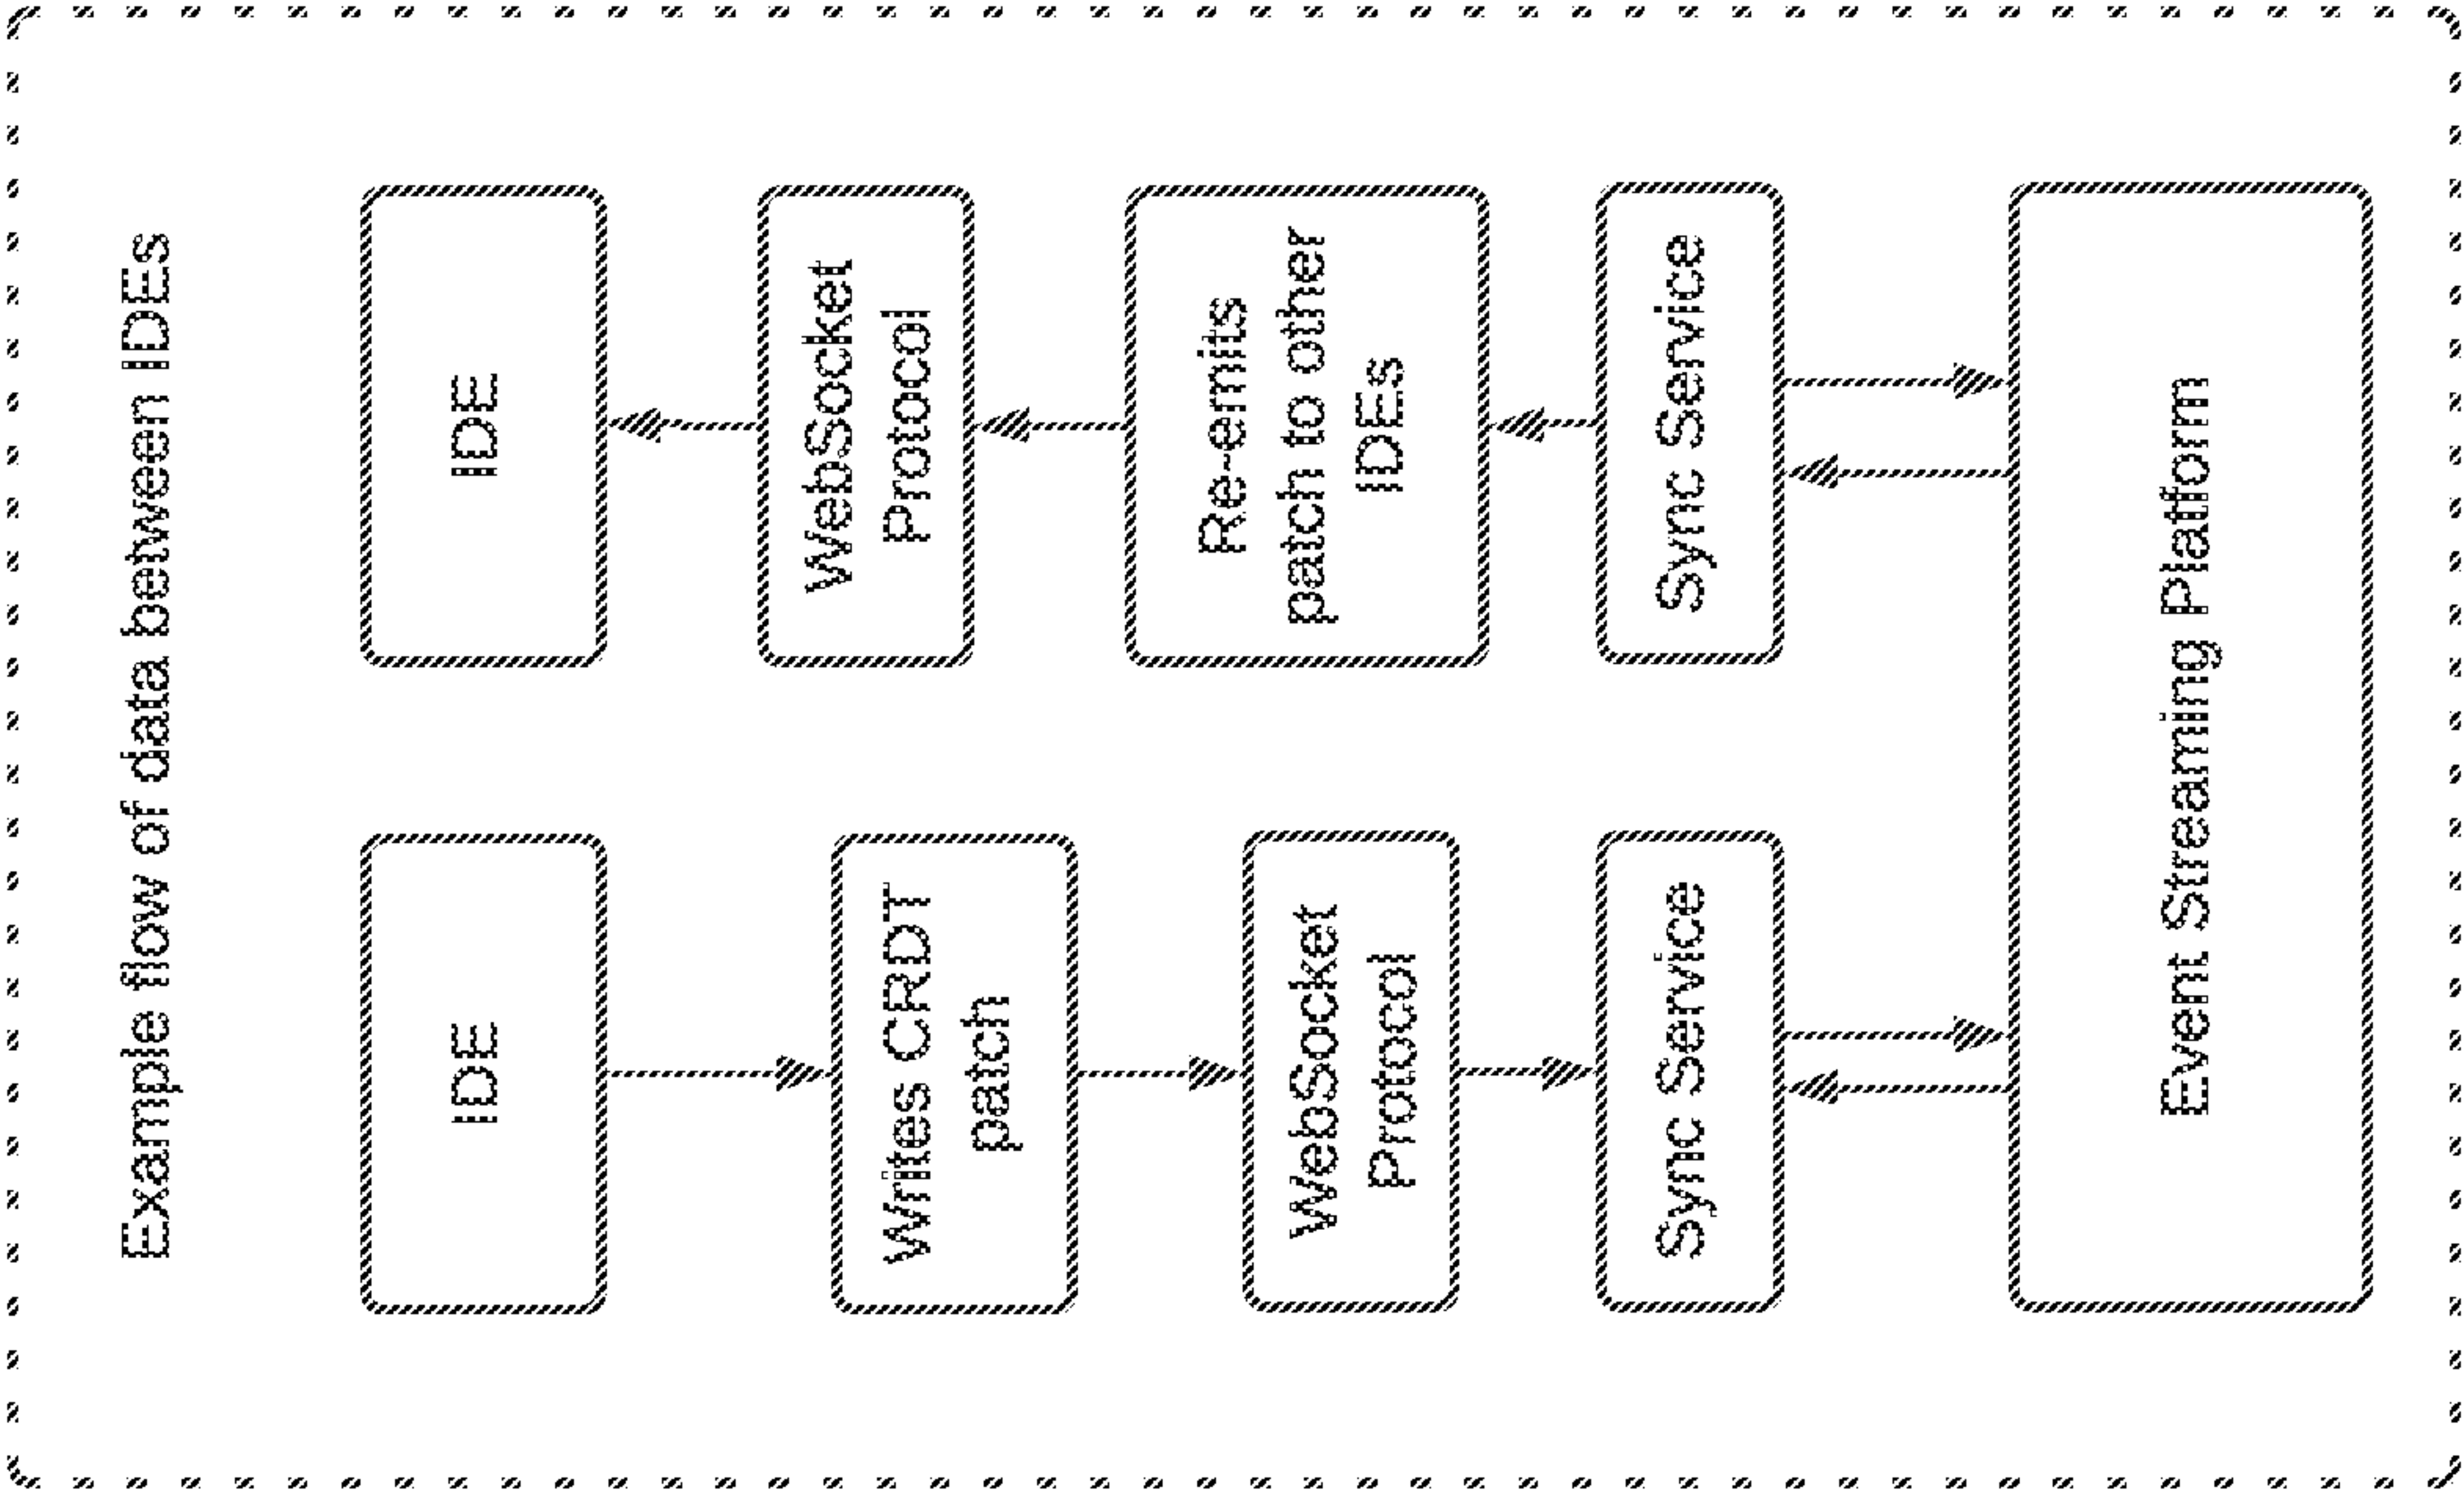 Example flow of data between IDEs
IDE
Writes CRDT
patch
WebSocket
Protocol
Sync Service
IDE
WebSocket
Protocol
Re-emits
patch to other
IDEs
Sync Service
Event Streaming Platform